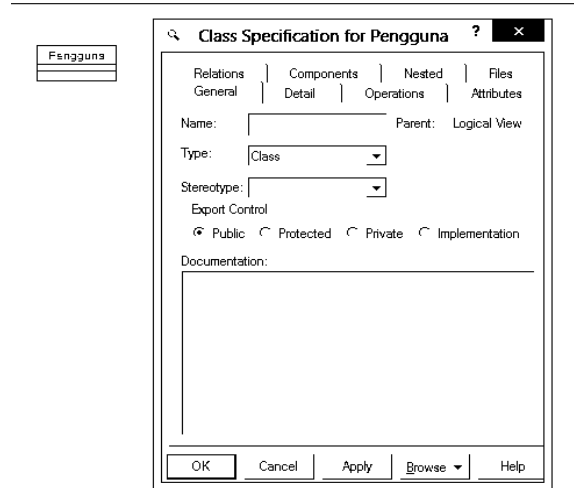 Pengguna
Class Specification for Pengguna ? ×
Relations Components Nested Files
General Detail Operations Attributes
Name: Parent: Logical View
Type: Class
Stereotype:
Export Control
Public Protected Private Implementation
Documentation:
OK Cancel Apply Browse Help